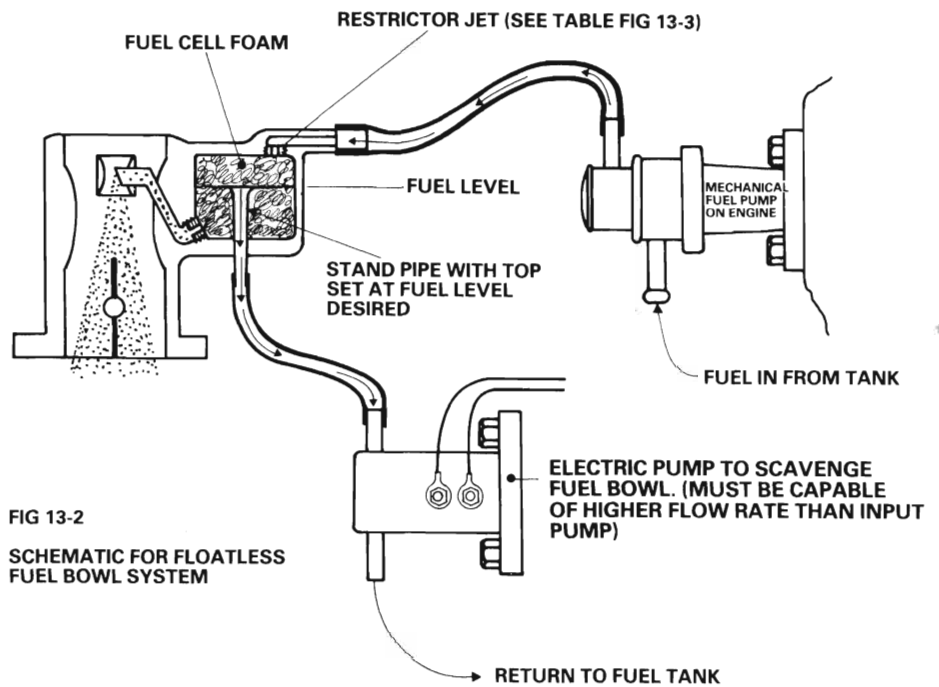 RESTRICTOR JET (SEE TABLE FIG 13-3)
FUEL CELL FOAM
FUEL LEVEL
MECHANICAL
FUEL PUMP
ON ENGINE
STAND PIPE WITH TOP
SET AT FUEL LEVEL
DESIRED
FUEL IN FROM TANK
ELECTRIC PUMP TO SCAVENGE
FUEL BOWL. (MUST BE CAPABLE
OF HIGHER FLOW RATE THAN INPUT
PUMP)
FIG 13-2
SCHEMATIC FOR FLOATLESS
FUEL BOWL SYSTEM
RETURN TO FUEL TANK